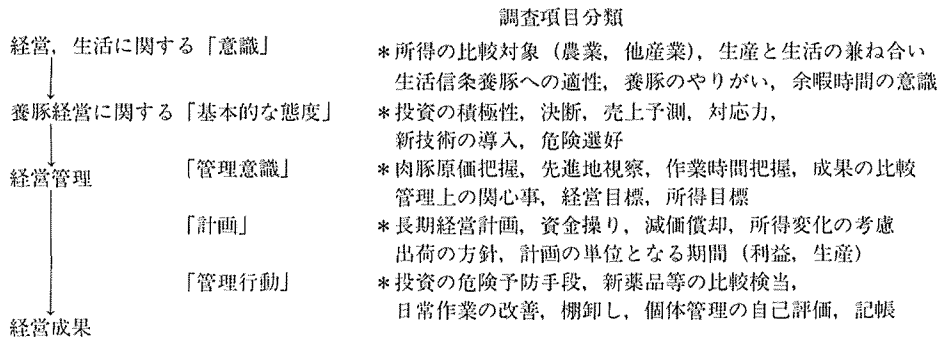 調査項目分類
経営，生活に関する「意識」 ＊所得の比較対象（農業，他産業），生産と生活の兼ね合い
生活信条養豚への適性，養豚のやりがい，余暇時間の意識
養豚経営に関する「基本的な態度」 ＊投資の積極性，決断，売上予測，対応力，
新技術の導入，危険選好
経営管理 「管理意識」 ＊肉豚原価把握，先進地視察，作業時間把握，成果の比較
管理上の関心事，経営目標，所得目標
「計画」 ＊長期経営計画，資金操り，減価償却，所得変化の考慮
出荷の方針，計画の単位となる期間（利益，生産）
「管理行動」 ＊投資の危険予防手段，新薬品等の比較検当，
日常作業の改善，棚卸し，個体管理の自己評価，記帳
経営成果